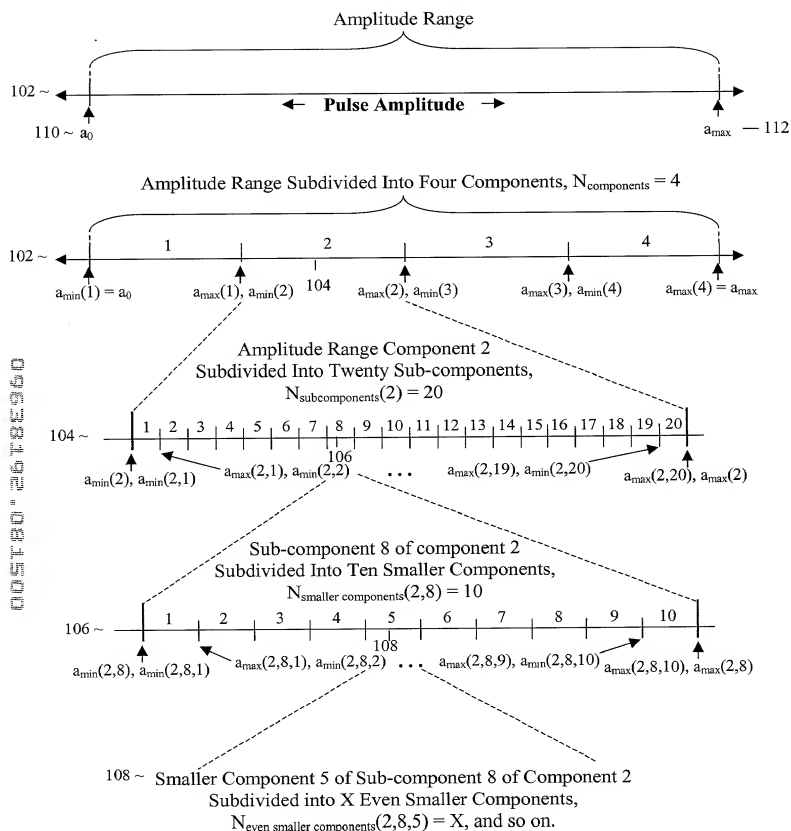 Amplitude Range
102 ~
Pulse Amplitude
110 ~ a0
amax — 112
Amplitude Range Subdivided Into Four Components, Ncomponents = 4
102 ~
1 2 3 4
amin(1) = a0
amax(1), amin(2)
104
amax(2), amin(3)
amax(3), amin(4)
amax(4) = amax
Amplitude Range Component 2
Subdivided Into Twenty Sub-components,
Nsubcomponents(2) = 20
104 ~
1 2 3 4 5 6 7 8 9 10 11 12 13 14 15 16 17 18 19 20
106
amin(2), amin(2,1)
amax(2,1), amin(2,2)
...
amax(2,19), amin(2,20)
amax(2,20), amax(2)
Sub-component 8 of component 2
Subdivided Into Ten Smaller Components,
Nsmaller components(2,8) = 10
106 ~
1 2 3 4 5 6 7 8 9 10
108
amin(2,8), amin(2,8,1)
amax(2,8,1), amin(2,8,2)
...
amax(2,8,9), amin(2,8,10)
amax(2,8,10), amax(2,8)
108 ~ Smaller Component 5 of Sub-component 8 of Component 2
Subdivided into X Even Smaller Components,
Neven smaller components(2,8,5) = X, and so on.